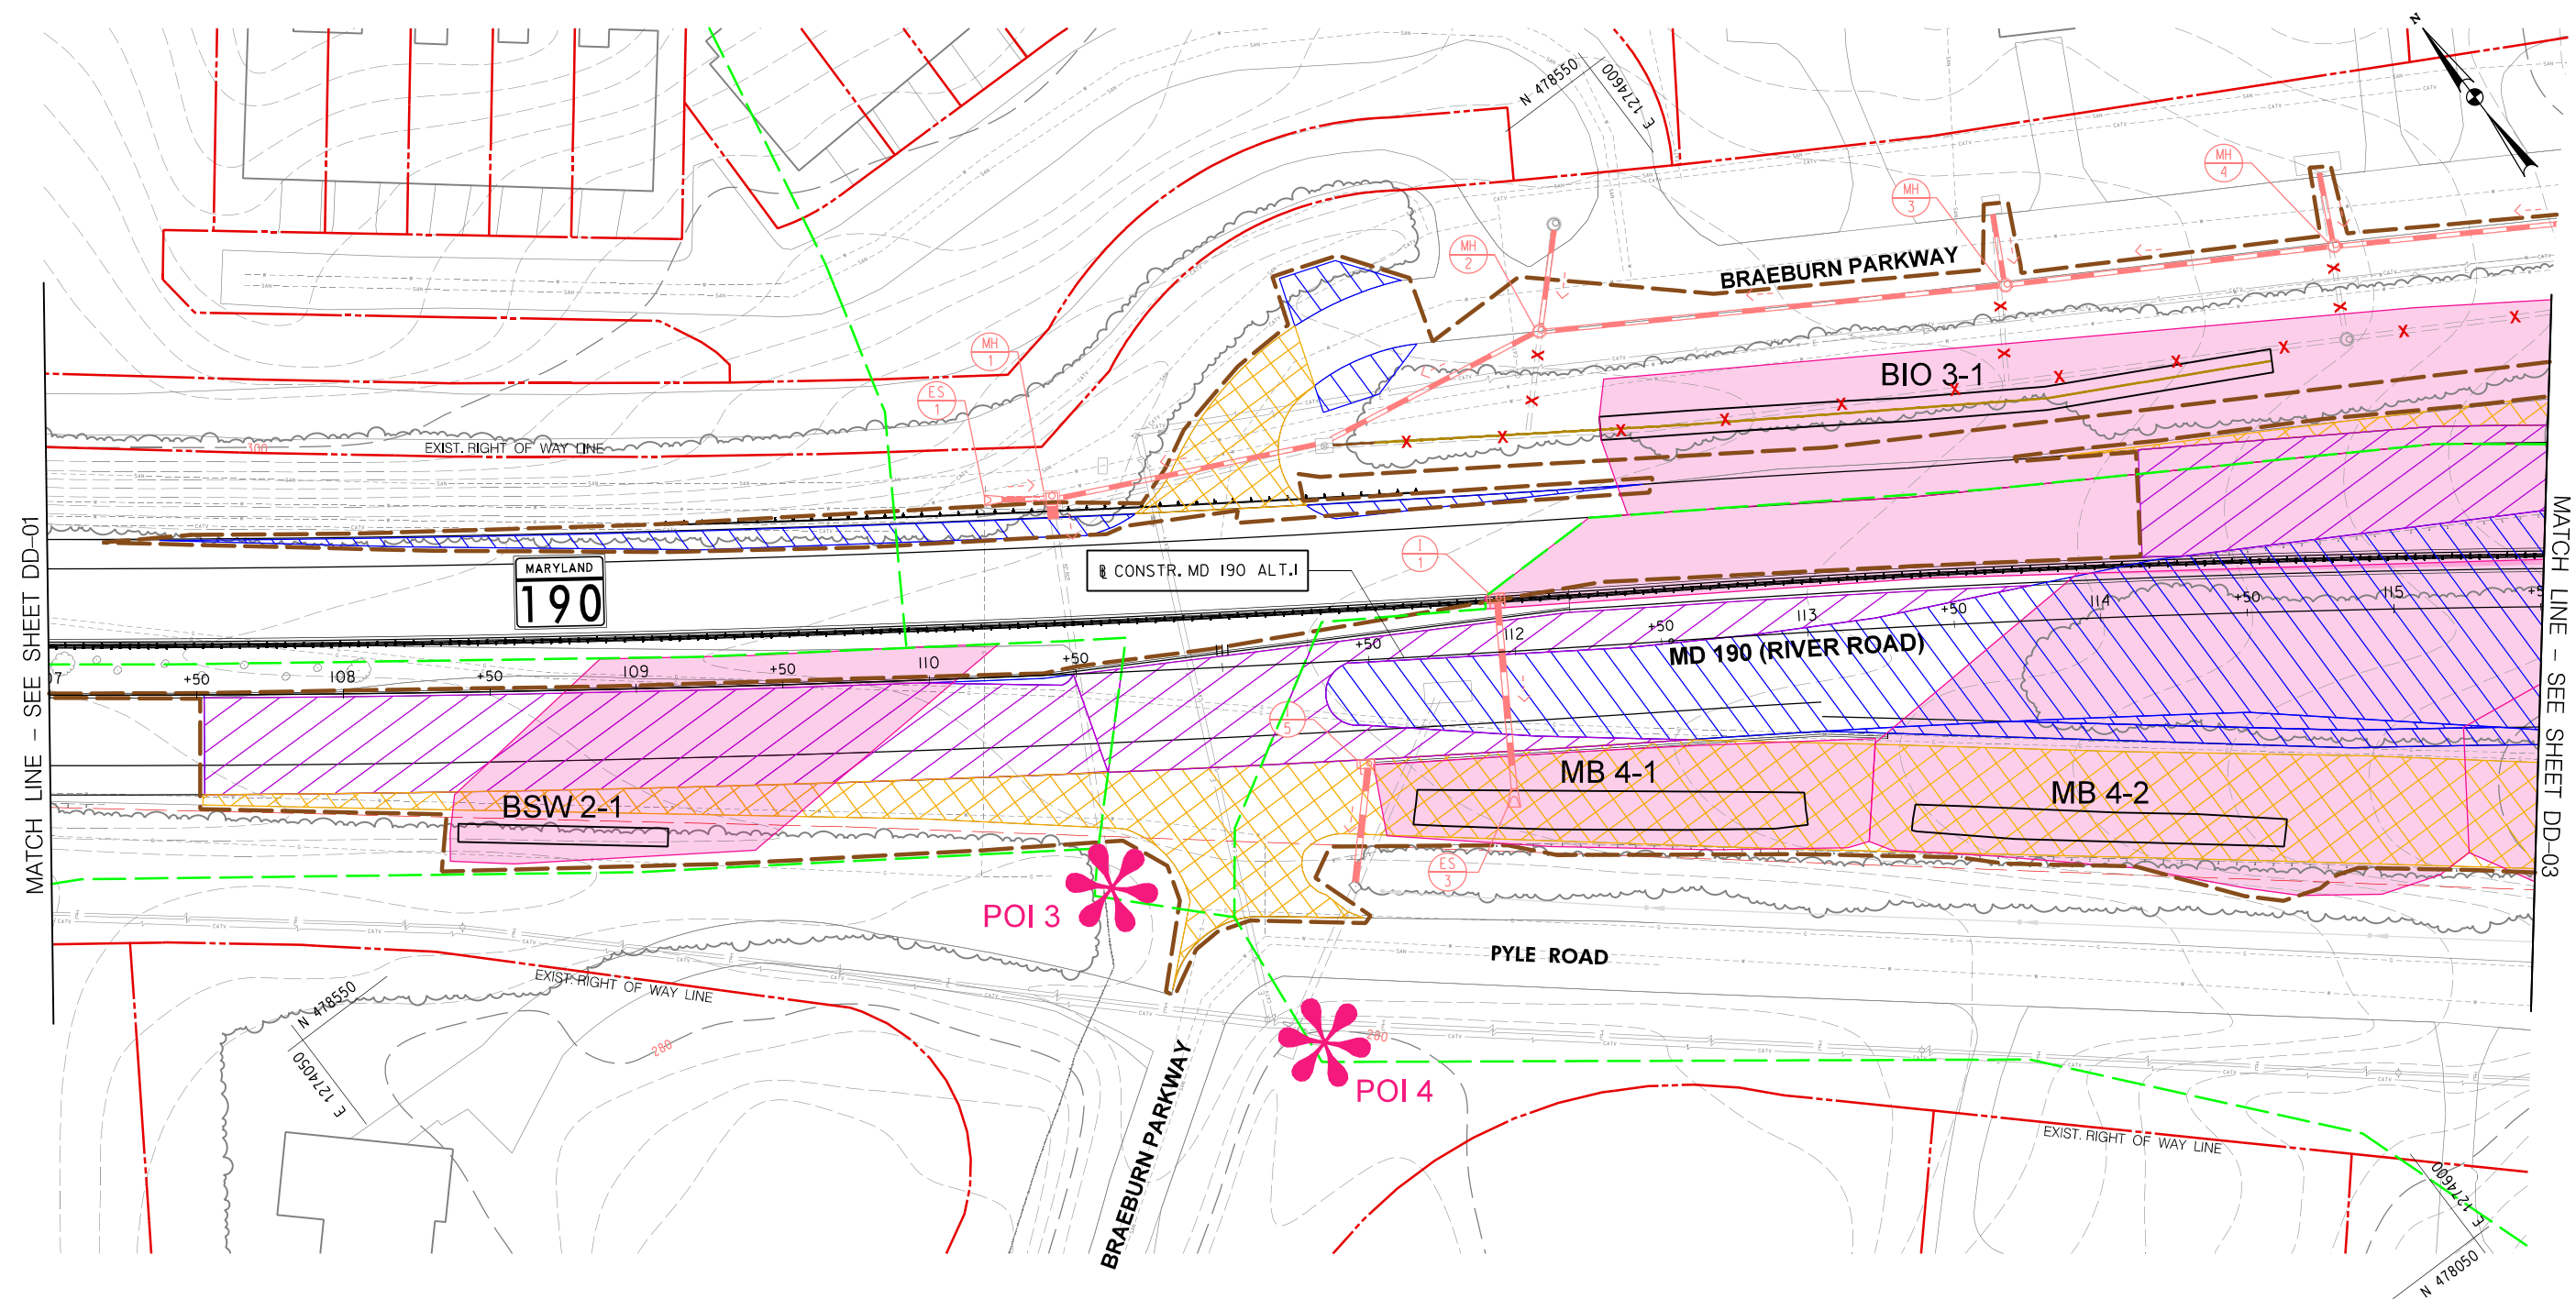 N
N 478550
E 1274600
MH
4
MH
3
MH
2
BRAEBURN PARKWAY
MH
1
BIO 3-1
ES
1
EXIST. RIGHT OF WAY LINE
300
MATCH LINE - SEE SHEET DD-01
MATCH LINE - SEE SHEET DD-03
MARYLAND
190
CONSTR. MD 190 ALT.1
I
1
+50
108
+50
109
+50
110
+50
111
+50
112
+50
113
+50
114
+50
115
MD 190 (RIVER ROAD)
5
MB 4-1
MB 4-2
BSW 2-1
ES
3
POI 3
PYLE ROAD
EXIST. RIGHT OF WAY LINE
N 478550
E 1274050
280
280
POI 4
BRAEBURN PARKWAY
EXIST. RIGHT OF WAY LINE
E 1274600
N 478050